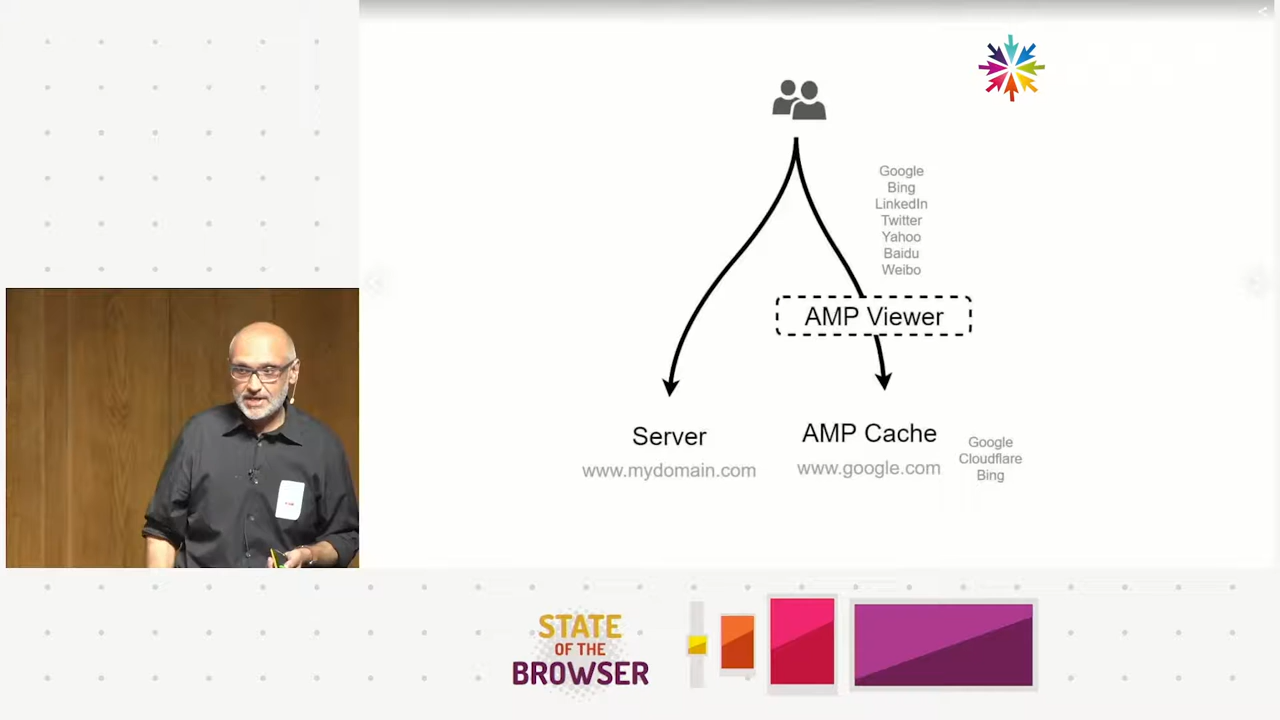 Google
Bing
LinkedIn
Twitter
Yahoo
Baidu
Weibo
AMP Viewer
Server
www.mydomain.com
AMP Cache
www.google.com
Google
Cloudflare
Bing
STATE
OF THE
BROWSER